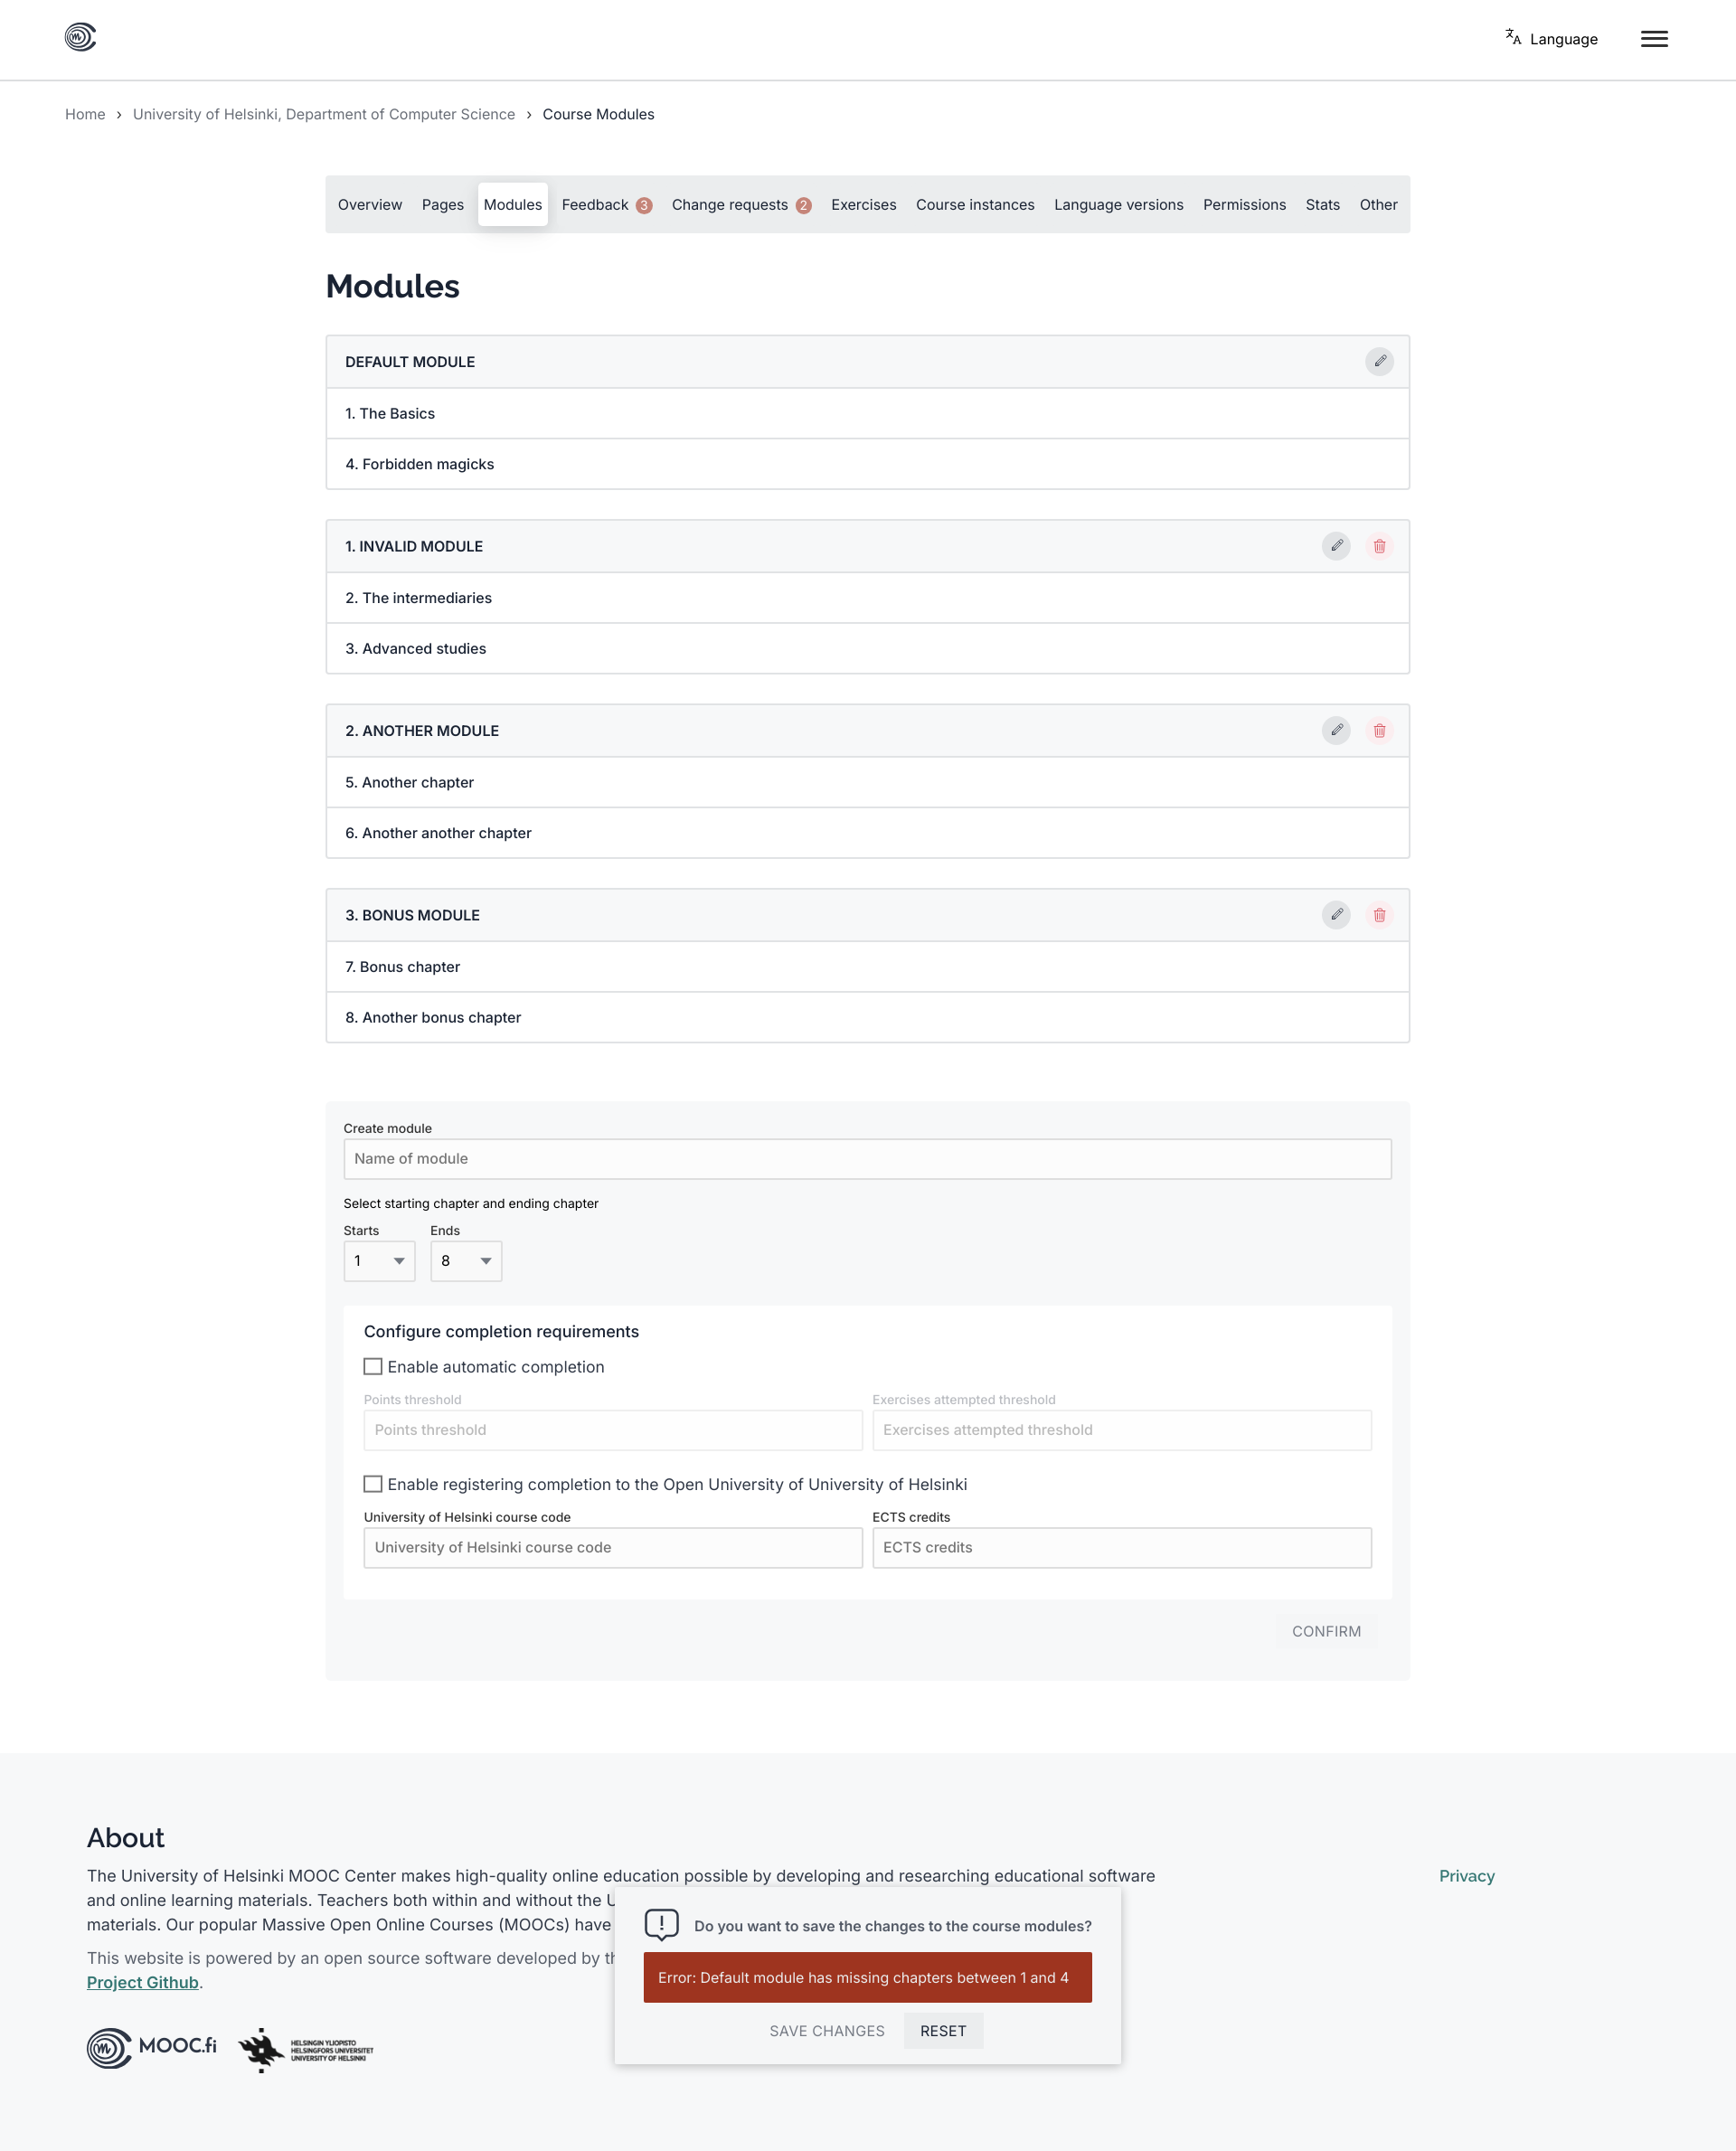 Language
Home › University of Helsinki, Department of Computer Science › Course Modules
Overview Pages Modules Feedback 3 Change requests 2 Exercises Course instances Language versions Permissions Stats Other
Modules
DEFAULT MODULE
1. The Basics
4. Forbidden magicks
1. INVALID MODULE
2. The intermediaries
3. Advanced studies
2. ANOTHER MODULE
5. Another chapter
6. Another another chapter
3. BONUS MODULE
7. Bonus chapter
8. Another bonus chapter
Create module
Name of module
Select starting chapter and ending chapter
Starts Ends
1 8
Configure completion requirements
Enable automatic completion
Points threshold Exercises attempted threshold
Points threshold Exercises attempted threshold
Enable registering completion to the Open University of University of Helsinki
University of Helsinki course code ECTS credits
University of Helsinki course code ECTS credits
CONFIRM
About
The University of Helsinki MOOC Center makes high-quality online education possible by developing and researching educational software
and online learning materials. Teachers both within and without the
materials. Our popular Massive Open Online Courses (MOOCs) have
This website is powered by an open source software developed by
Project Github.
Privacy
Do you want to save the changes to the course modules?
Error: Default module has missing chapters between 1 and 4
SAVE CHANGES RESET
MOOC.fi
HELSINGIN YLIOPISTO
HELSINGFORS UNIVERSITET
UNIVERSITY OF HELSINKI